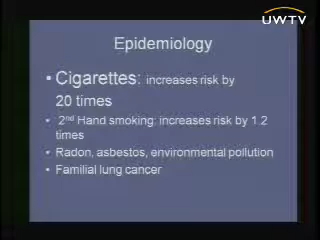 UWTV
Epidemiology
• Cigarettes: increases risk by
20 times
• 2nd Hand smoking: increases risk by 1.2
times
• Radon, asbestos, environmental pollution
• Familial lung cancer